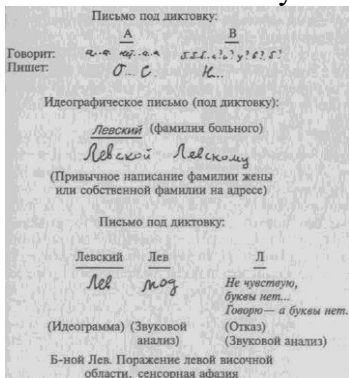 Письмо под диктовку:
А В
Говорит:
Пишет: О... С. Н...
Идеографическое письмо (под диктовку):
Левский (фамилия больного)
Левской Левскому
(Привычное написание фамилии жены
или собственной фамилии на адресе)
Письмо под диктовку:
Левский Лев Л
Лев мод Не чувствую,
буквы нет...
Говорю — а буквы нет.
(Идеограмма) (Звуковой (Отказ)
анализ) (Звуковой анализ)
Б-ной Лев. Поражение левой височной
области, сенсорная афазия